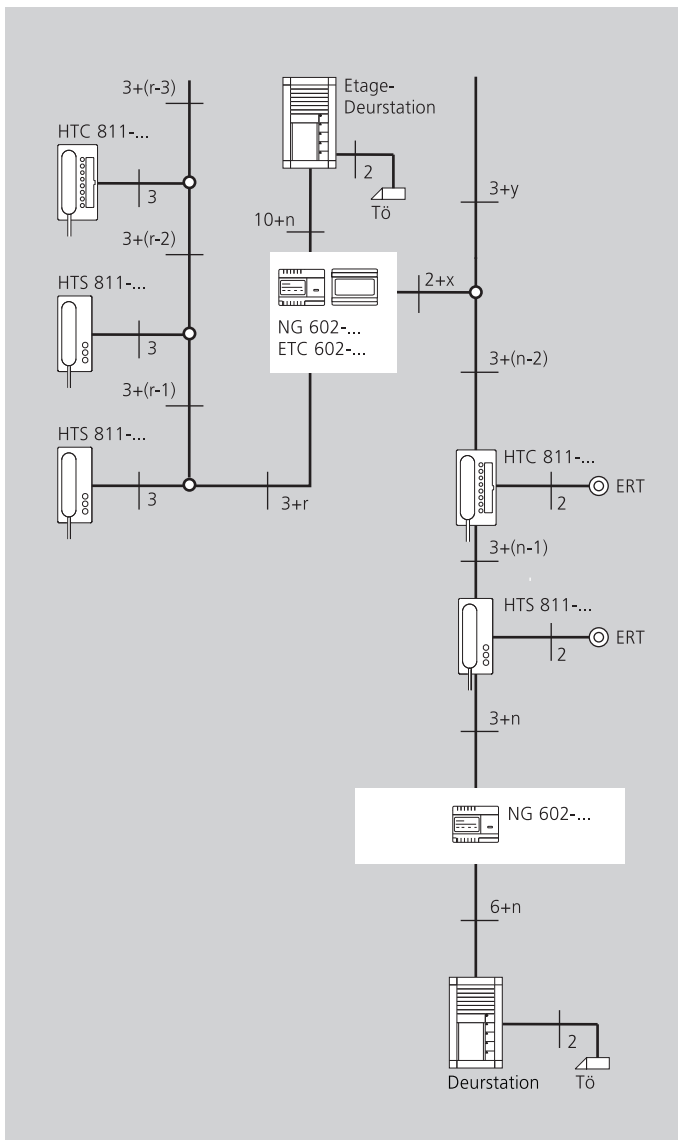 3+(r-3)
Etage-
Deurstation
HTC 811-...
2
3
Tö
3+y
3+(r-2)
10+n
HTS 811-...
2+x
NG 602-...
ETC 602-...
3
3+(n-2)
3+(r-1)
HTS 811-...
HTC 811-...
ERT
3
3+r
2
3+(n-1)
HTS 811-...
ERT
2
3+n
NG 602-...
6+n
2
Deurstation
Tö